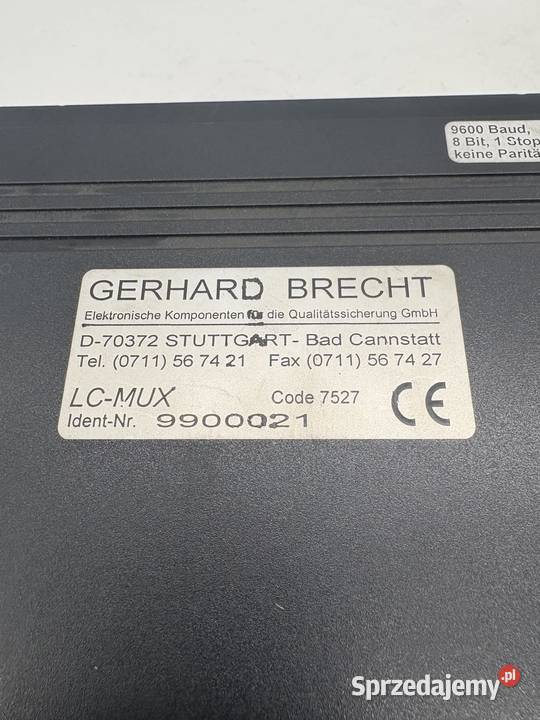 9600 Baud,
8 Bit, 1 Stop
keine Paritä
GERHARD BRECHT
Elektronische Komponenten für die Qualitätssicherung GmbH
D-70372 STUTTGART- Bad Cannstatt
Tel. (0711) 56 74 21 Fax (0711) 56 74 27
LC-MUX Code 7527 CE
Ident-Nr. 9900021
Sprzedajemy.pl